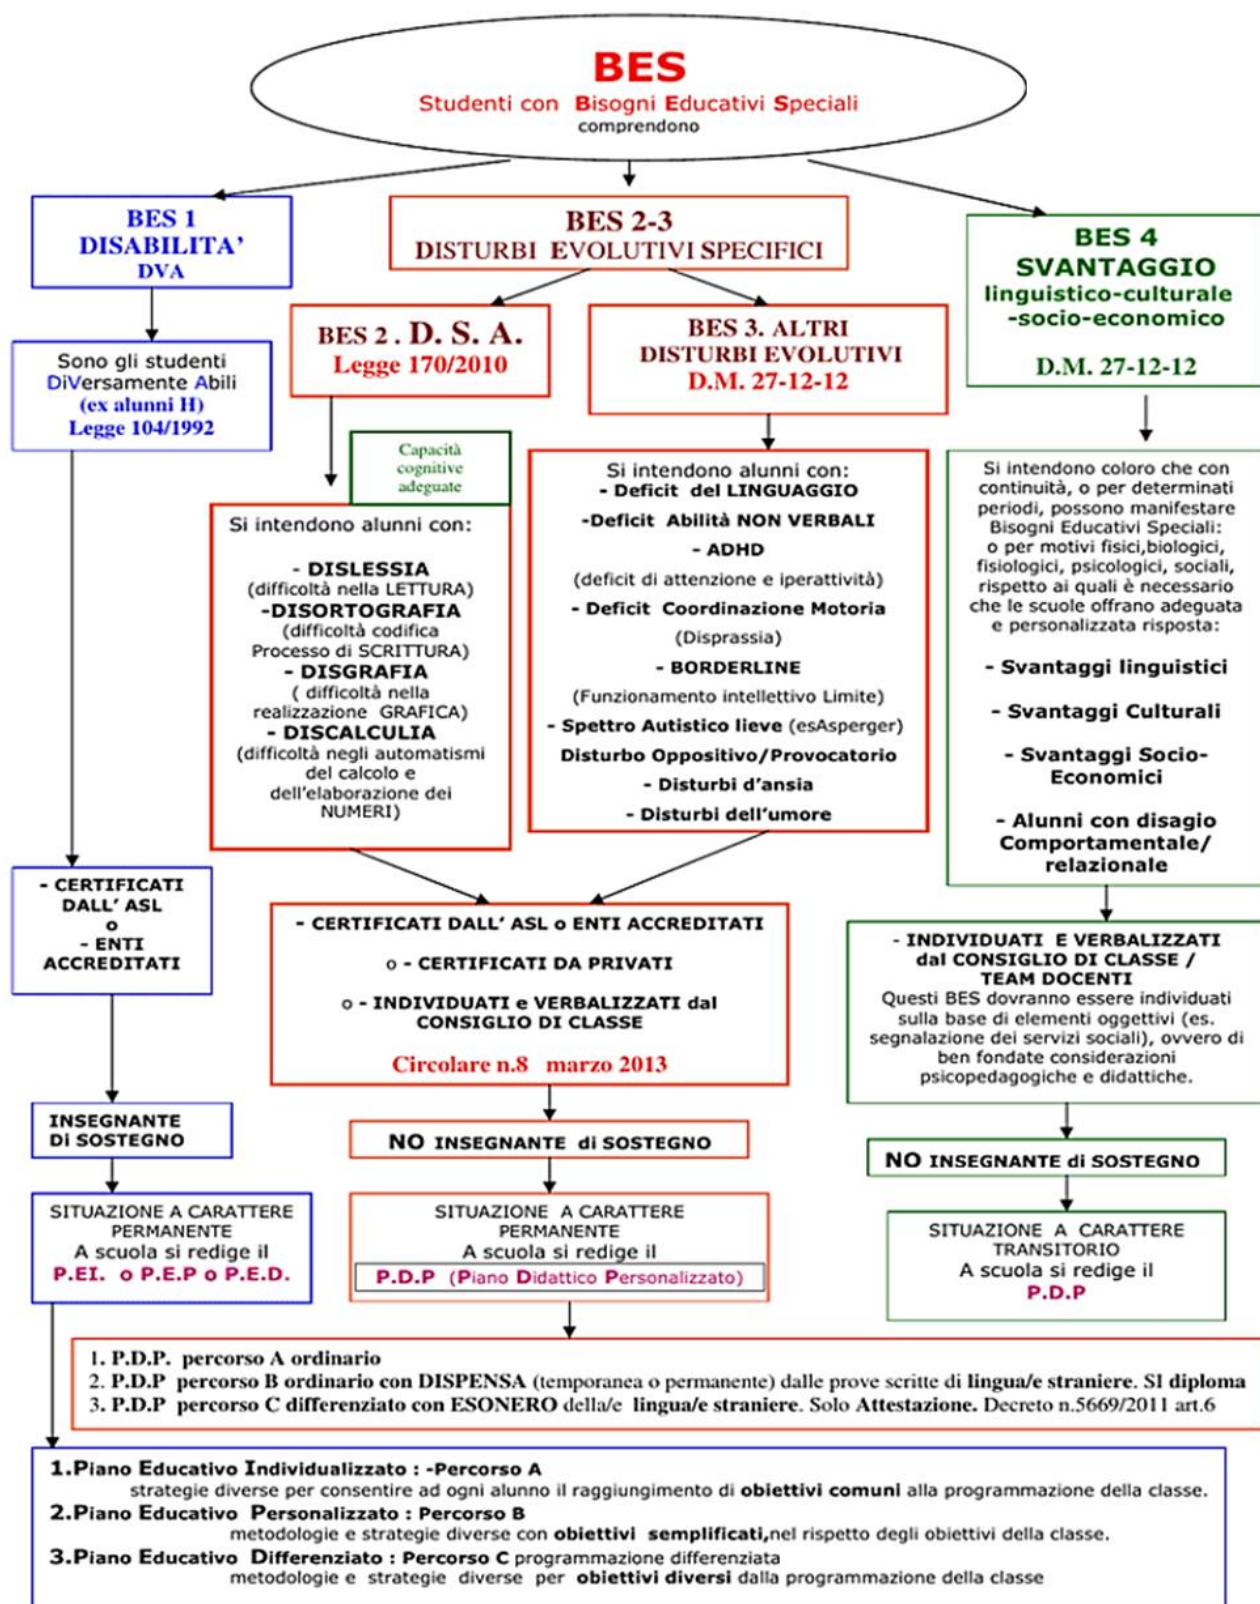 BES
Studenti con Bisogni Educativi Speciali
comprendono
BES 1
DISABILITA'
DVA
Sono gli studenti
DiVersamente Abili
(ex alunni H)
Legge 104/1992
BES 2-3
DISTURBI EVOLUTIVI SPECIFICI
BES 2 . D. S. A.
Legge 170/2010
Capacità
cognitive
adeguate
Si intendono alunni con:
- DISLESSIA
(difficoltà nella LETTURA)
-DISORTOGRAFIA
(difficoltà codifica
Processo di SCRITTURA)
- DISGRAFIA
( difficoltà nella
realizzazione GRAFICA)
- DISCALCULIA
(difficoltà negli automatismi
del calcolo e
dell'elaborazione dei
NUMERI)
BES 3. ALTRI
DISTURBI EVOLUTIVI
D.M. 27-12-12
Si intendono alunni con:
- Deficit del LINGUAGGIO
-Deficit Abilità NON VERBALI
- ADHD
(deficit di attenzione e iperattività)
- Deficit Coordinazione Motoria
(Disprassia)
- BORDERLINE
(Funzionamento intellettivo Limite)
- Spettro Autistico lieve (esAsperger)
Disturbo Oppositivo/Provocatorio
- Disturbi d'ansia
- Disturbi dell'umore
BES 4
SVANTAGGIO
linguistico-culturale
-socio-economico
D.M. 27-12-12
Si intendono coloro che con
continuità, o per determinati
periodi, possono manifestare
Bisogni Educativi Speciali:
o per motivi fisici,biologici,
fisiologici, psicologici, sociali,
rispetto ai quali è necessario
che le scuole offrano adeguata
e personalizzata risposta:
- Svantaggi linguistici
- Svantaggi Culturali
- Svantaggi Socio-
Economici
- Alunni con disagio
Comportamentale/
relazionale
- CERTIFICATI
DALL' ASL
o
- ENTI
ACCREDITATI
- CERTIFICATI DALL' ASL o ENTI ACCREDITATI
o - CERTIFICATI DA PRIVATI
o - INDIVIDUATI e VERBALIZZATI dal
CONSIGLIO DI CLASSE
Circolare n.8 marzo 2013
- INDIVIDUATI E VERBALIZZATI
dal CONSIGLIO DI CLASSE /
TEAM DOCENTI
Questi BES dovranno essere individuati
sulla base di elementi oggettivi (es.
segnalazione dei servizi sociali), ovvero di
ben fondate considerazioni
psicopedagogiche e didattiche.
INSEGNANTE
Di SOSTEGNO
NO INSEGNANTE di SOSTEGNO
NO INSEGNANTE di SOSTEGNO
SITUAZIONE A CARATTERE
PERMANENTE
A scuola si redige il
P.EI. o P.E.P o P.E.D.
SITUAZIONE A CARATTERE
PERMANENTE
A scuola si redige il
P.D.P (Piano Didattico Personalizzato)
SITUAZIONE A CARATTERE
TRANSITORIO
A scuola si redige il
P.D.P
1. P.D.P. percorso A ordinario
2. P.D.P percorso B ordinario con DISPENSA (temporanea o permanente) dalle prove scritte di lingua/e straniere. SI diploma
3. P.D.P percorso C differenziato con ESONERO della/e lingua/e straniere. Solo Attestazione. Decreto n.5669/2011 art.6
1.Piano Educativo Individualizzato : -Percorso A
strategie diverse per consentire ad ogni alunno il raggiungimento di obiettivi comuni alla programmazione della classe.
2.Piano Educativo Personalizzato : Percorso B
metodologie e strategie diverse con obiettivi semplificati,nel rispetto degli obiettivi della classe.
3.Piano Educativo Differenziato : Percorso C programmazione differenziata
metodologie e strategie diverse per obiettivi diversi dalla programmazione della classe